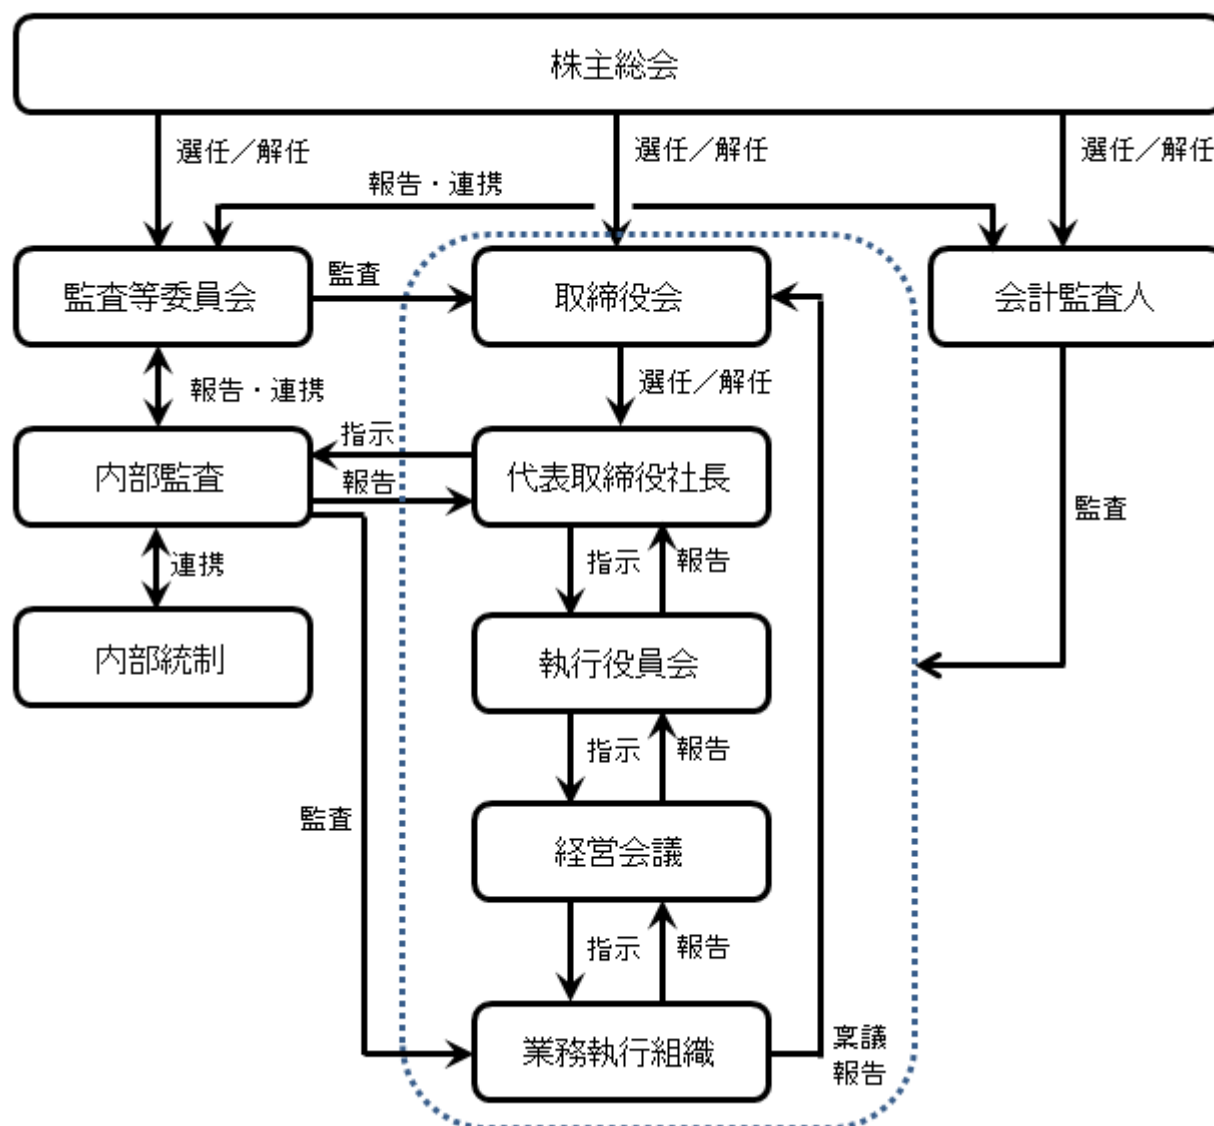 株主総会
選任／解任
選任／解任
選任／解任
報告・連携
監査等委員会
監査
取締役会
会計監査人
選任／解任
報告・連携
内部監査
指示
報告
代表取締役社長
監査
連携
指示
報告
内部統制
執行役員会
指示
報告
監査
経営会議
指示
報告
業務執行組織
稟議
報告